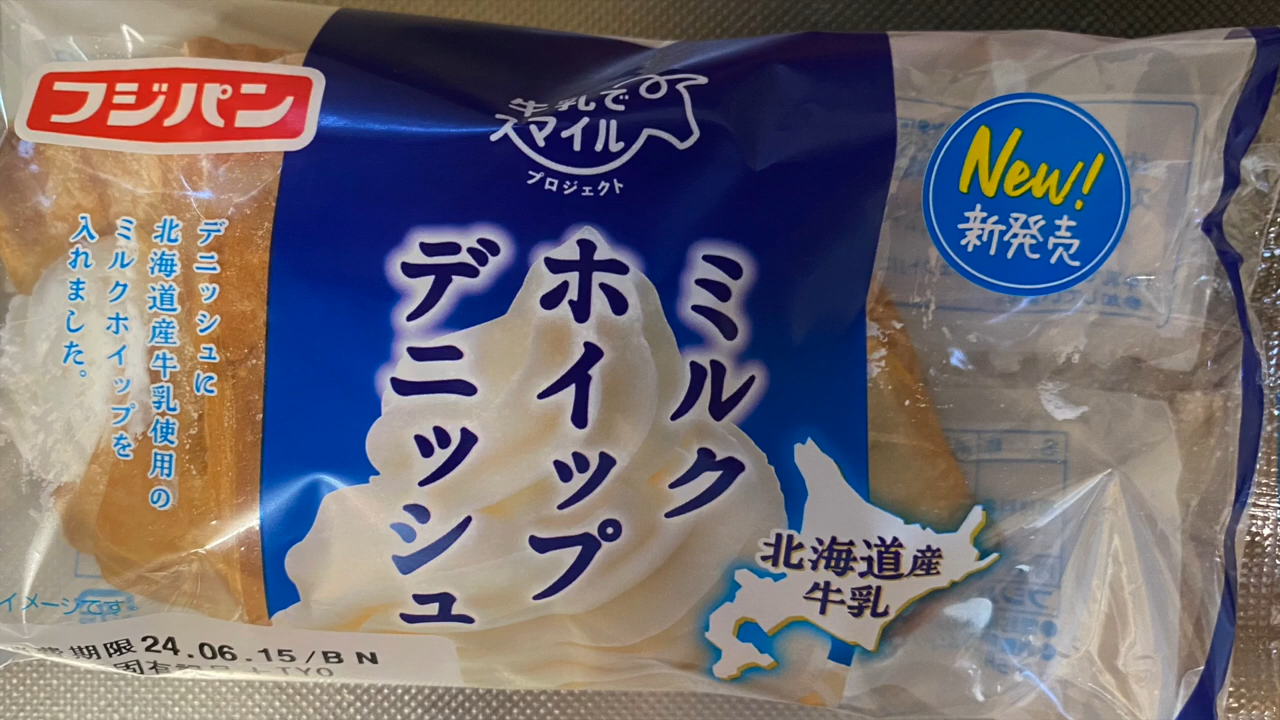 フジパン
牛乳で
スマイル
プロジェクト
New!
新発売
ミルク
ホイップ
デニッシュ
デニッシュに
北海道産牛乳使用の
ミルクホイップを
入れました。
北海道産
牛乳
イメージです。
期限24.06.15/BN